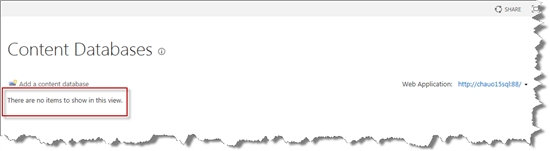 SHARE
Content Databases
Add a content database
Web Application: http://chauo15sql:88/
There are no items to show in this view.